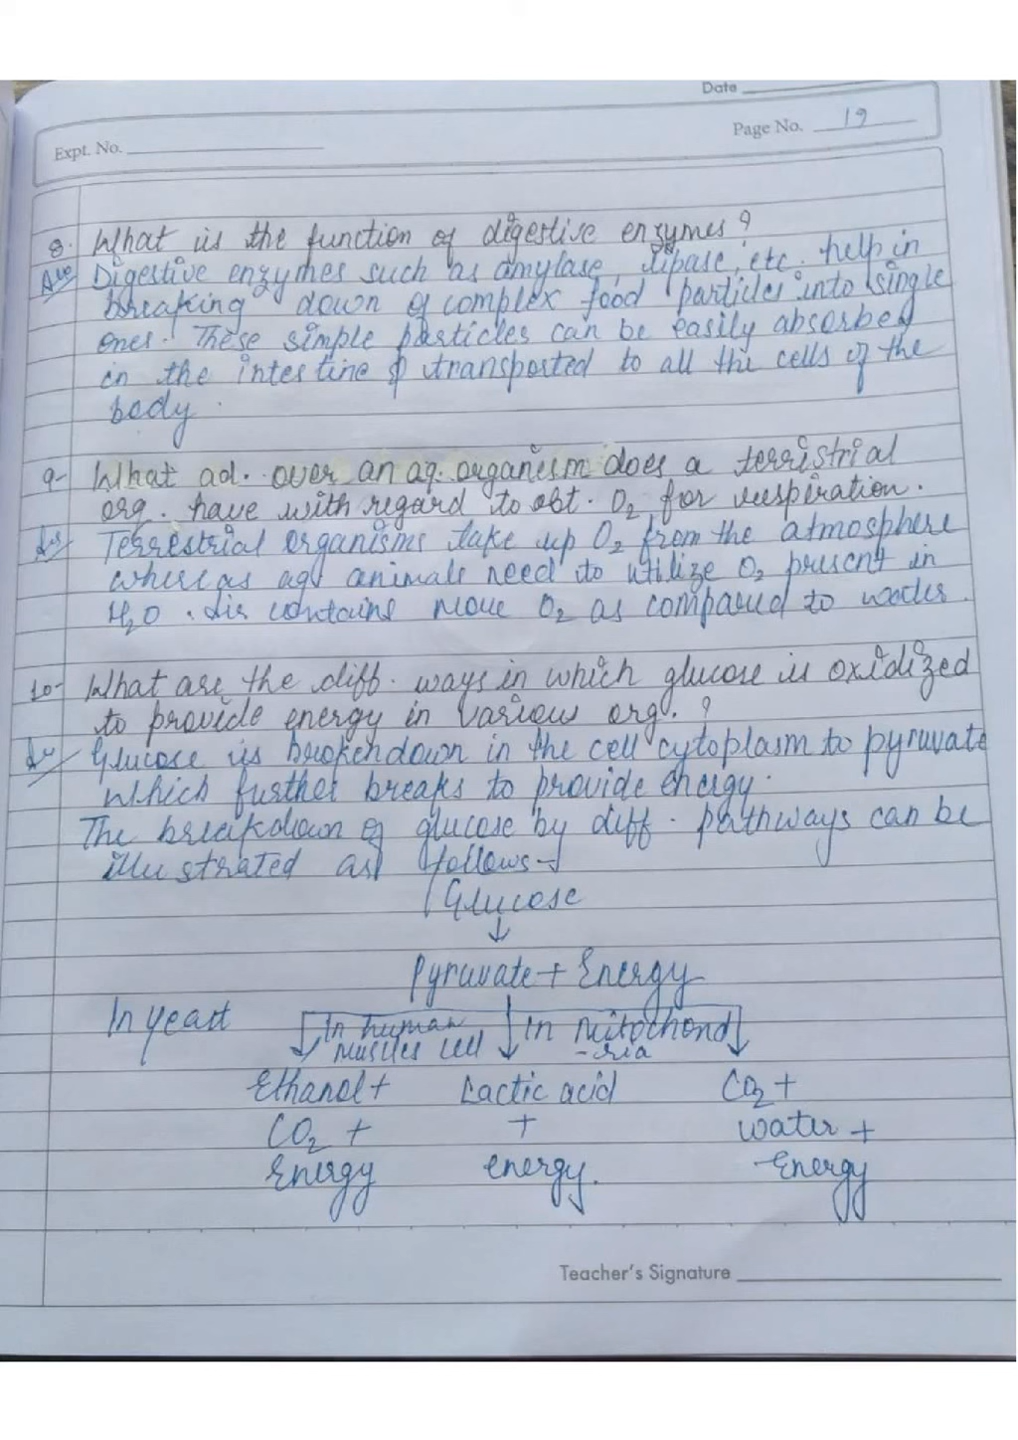 Date
Page No. 19
Expt. No.
8. What is the function of digestive enzymes?
Ans Digestive enzymes such as amylase, lipase, etc. help in
breaking down of complex food particles into single
ones. These simple particles can be easily absorbed
in the intestine & transported to all the cells of the
body.
9- What ad. over an aq. organism does a terristrial
org. have with regard to obt. O2 for respiration.
Terrestrial organisms take up O2 from the atmosphere
whereas aq animals need to utilize O2 present in
H2O. Air contains more O2 as compared to water.
10- What are the diff. ways in which glucose is oxidized
to provide energy in various org.?
Glucose is broken down in the cell cytoplasm to pyruvate
which further breaks to provide energy.
The breakdown of glucose by diff. pathways can be
illustrated as follows-
Glucose
↓
Pyruvate + Energy
In yeast In human In Mitochond
muscles cell -ria
Ethanol + Lactic acid CO2 +
CO2 + + water +
Energy energy. Energy
Teacher's Signature